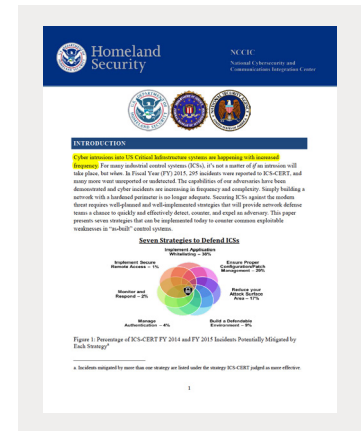 Homeland
Security
NCCIC
National Cybersecurity and
Communications Integration Center
INTRODUCTION
Cyber intrusions into US Critical Infrastructure systems are happening with increased
frequency. For many industrial control systems (ICSs), it's not a matter of if an intrusion will
take place, but when. In Fiscal Year (FY) 2015, 295 incidents were reported to ICS-CERT, and
many more went unreported or undetected. The capabilities of our adversaries have been
demonstrated and cyber incidents are increasing in frequency and complexity. Simply building a
network with a hardened perimeter is no longer adequate. Securing ICSs against the modern
threat requires well-planned and well-implemented strategies that will provide network defense
teams a chance to quickly and effectively detect, counter, and expel an adversary. This paper
presents seven strategies that can be implemented today to counter common exploitable
weaknesses in "as-built" control systems.
Seven Strategies to Defend ICSs
Implement Application
Whitelisting – 38%
Implement Secure
Remote Access – 1%
Ensure Proper
Configuration/Patch
Management – 29%
Monitor and
Respond – 2%
Reduce your
Attack Surface
Area – 17%
Manage
Authentication – 4%
Build a Defendable
Environment – 9%
Figure 1: Percentage of ICS-CERT FY 2014 and FY 2015 Incidents Potentially Mitigated by
Each Strategy a
a Incidents mitigated by more than one strategy are listed under the strategy ICS-CERT judged as more effective
1